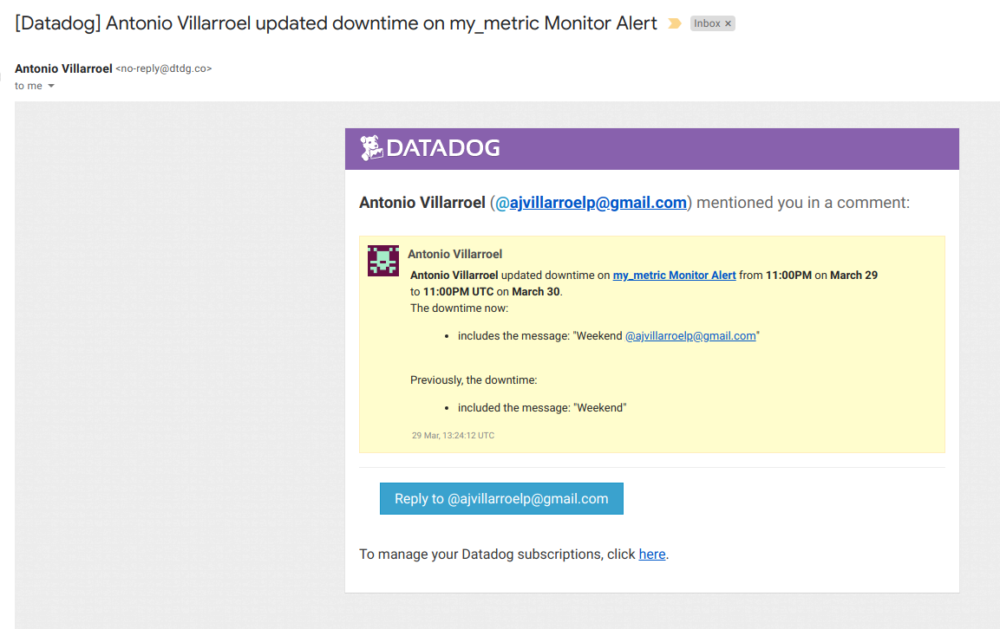 [Datadog] Antonio Villarroel updated downtime on my_metric Monitor Alert Inbox ×
Antonio Villarroel <no-reply@dtdg.co>
to me
DATADOG
Antonio Villarroel (@ajvillarroelp@gmail.com) mentioned you in a comment:
Antonio Villarroel
Antonio Villarroel updated downtime on my_metric Monitor Alert from 11:00PM on March 29
to 11:00PM UTC on March 30.
The downtime now:
• includes the message: "Weekend @ajvillarroelp@gmail.com"
Previously, the downtime:
• included the message: "Weekend"
29 Mar, 13:24:12 UTC
Reply to @ajvillarroelp@gmail.com
To manage your Datadog subscriptions, click here.